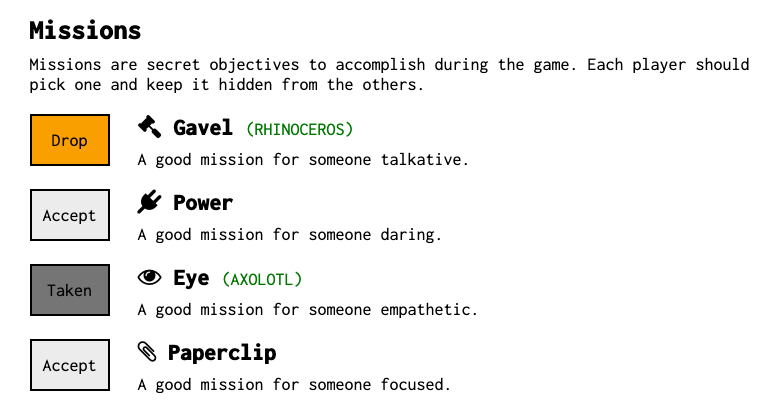 Missions
Missions are secret objectives to accomplish during the game. Each player should
pick one and keep it hidden from the others.
Drop
Gavel (RHINOCEROS)
A good mission for someone talkative.
Accept
Power
A good mission for someone daring.
Taken
Eye (AXOLOTL)
A good mission for someone empathetic.
Accept
Paperclip
A good mission for someone focused.